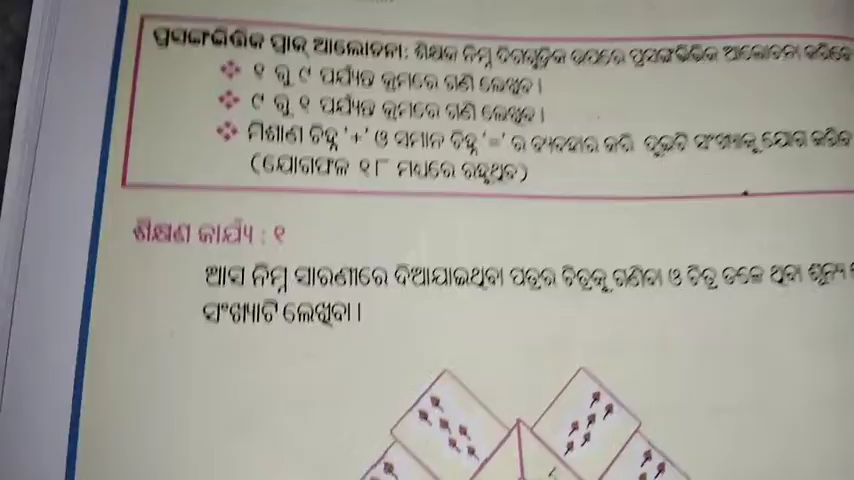 ପ୍ରସଙ୍ଗଭିତ୍ତିକ ପ୍ରାକ୍ ଆଲୋଚନା: ଶିକ୍ଷକ ନିମ୍ନ ଦିଗଗୁଡ଼ିକ ଉପରେ ପ୍ରସଙ୍ଗଭିତ୍ତିକ ଆଲୋଚନା କରିବେ
❖ ୧ ରୁ ୯ ପର୍ଯ୍ୟନ୍ତ କ୍ରମରେ ଗଣି ଲେଖିବ।
❖ ୯ ରୁ ୧ ପର୍ଯ୍ୟନ୍ତ କ୍ରମରେ ଗଣି ଲେଖିବ।
❖ ମିଶାଣ ଚିହ୍ନ '+' ଓ ସମାନ ଚିହ୍ନ '=' ର ବ୍ୟବହାର କରି ଦୁଇଟି ସଂଖ୍ୟାକୁ ଯୋଗ କରିବ
(ଯୋଗଫଳ ୧୮ ମଧ୍ୟରେ ରହୁଥିବ)
ଶିକ୍ଷଣ କାର୍ଯ୍ୟ : ୧
ଆସ ନିମ୍ନ ସାରଣୀରେ ଦିଆଯାଇଥିବା ପତ୍ରର ଚିତ୍ରକୁ ଗଣିବା ଓ ଚିତ୍ର ତଳେ ଥିବା ଶୂନ୍ୟ
ସଂଖ୍ୟାଟି ଲେଖିବା।